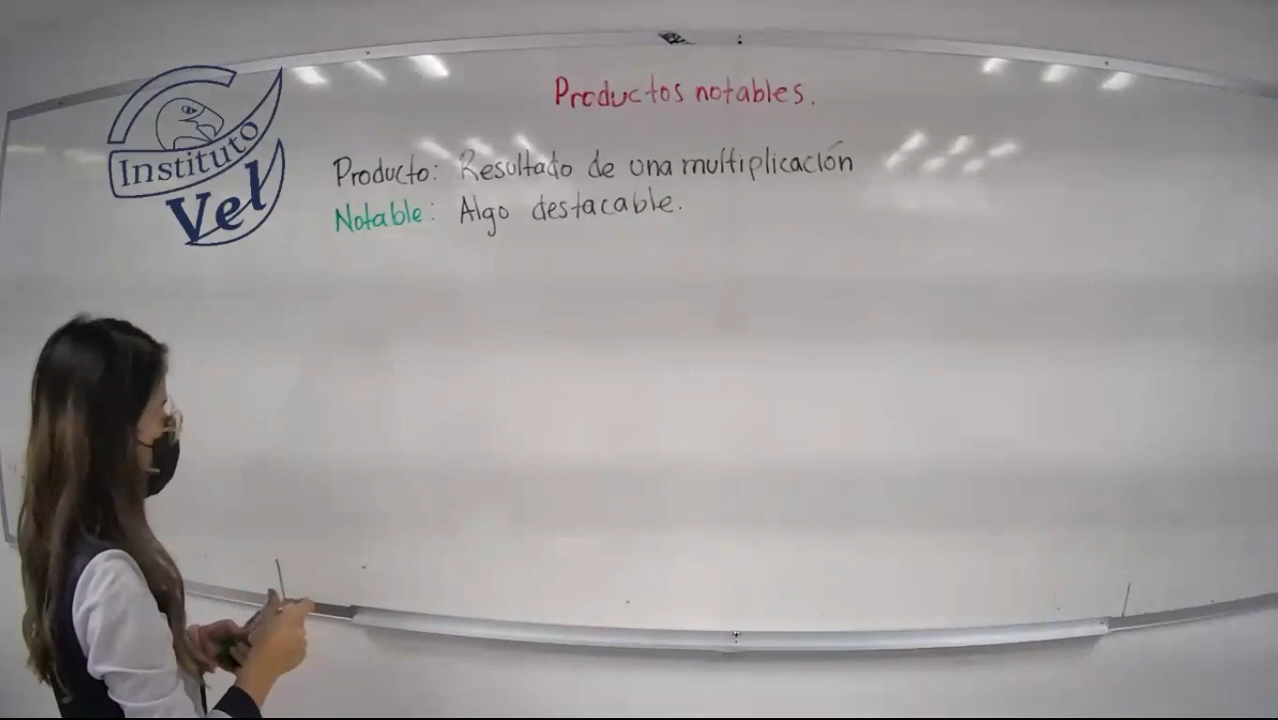 Productos notables.
Instituto
Vel
Producto: Resultado de una multiplicación
Notable: Algo destacable.